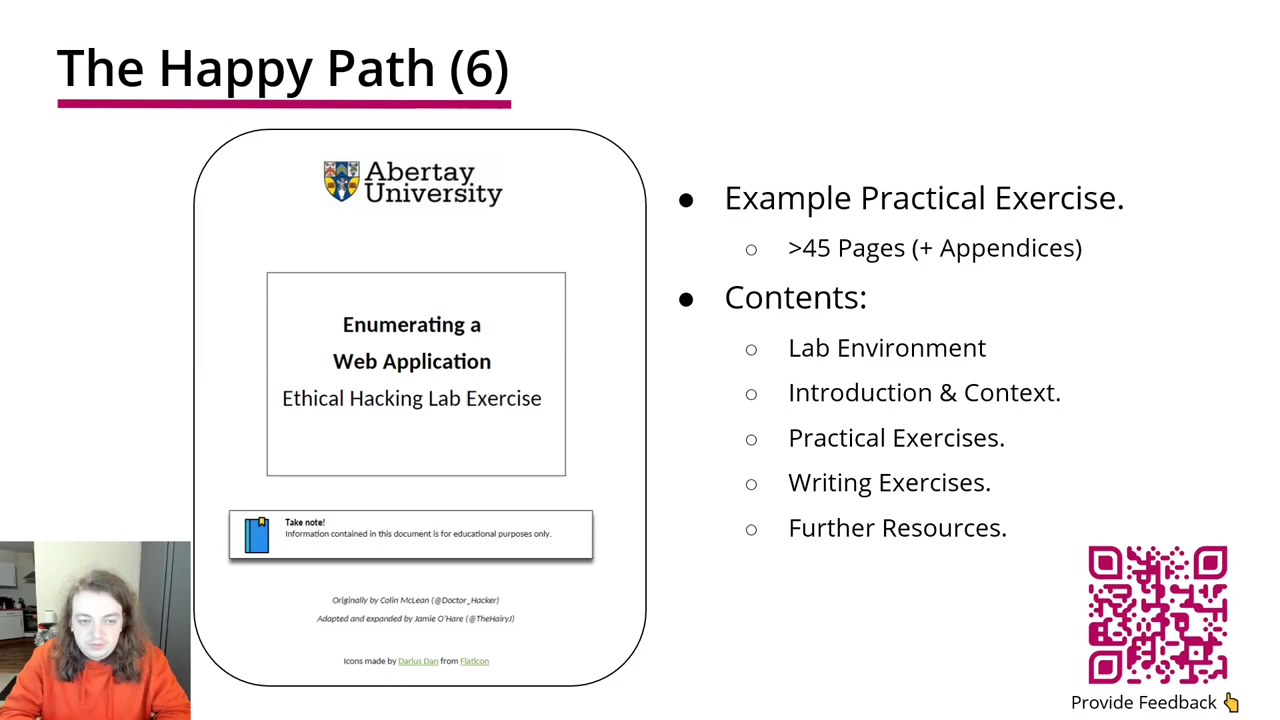 The Happy Path (6)
Abertay
University
Enumerating a
Web Application
Ethical Hacking Lab Exercise
Take note!
Information contained in this document is for educational purposes only.
Originally by Colin McLean (@Doctor_Hacker)
Adapted and expanded by Jamie O'Hare (@TheHairyJ)
Icons made by Darius Dan from Flaticon
● Example Practical Exercise.
○ >45 Pages (+ Appendices)
● Contents:
○ Lab Environment
○ Introduction & Context.
○ Practical Exercises.
○ Writing Exercises.
○ Further Resources.
Provide Feedback 👆